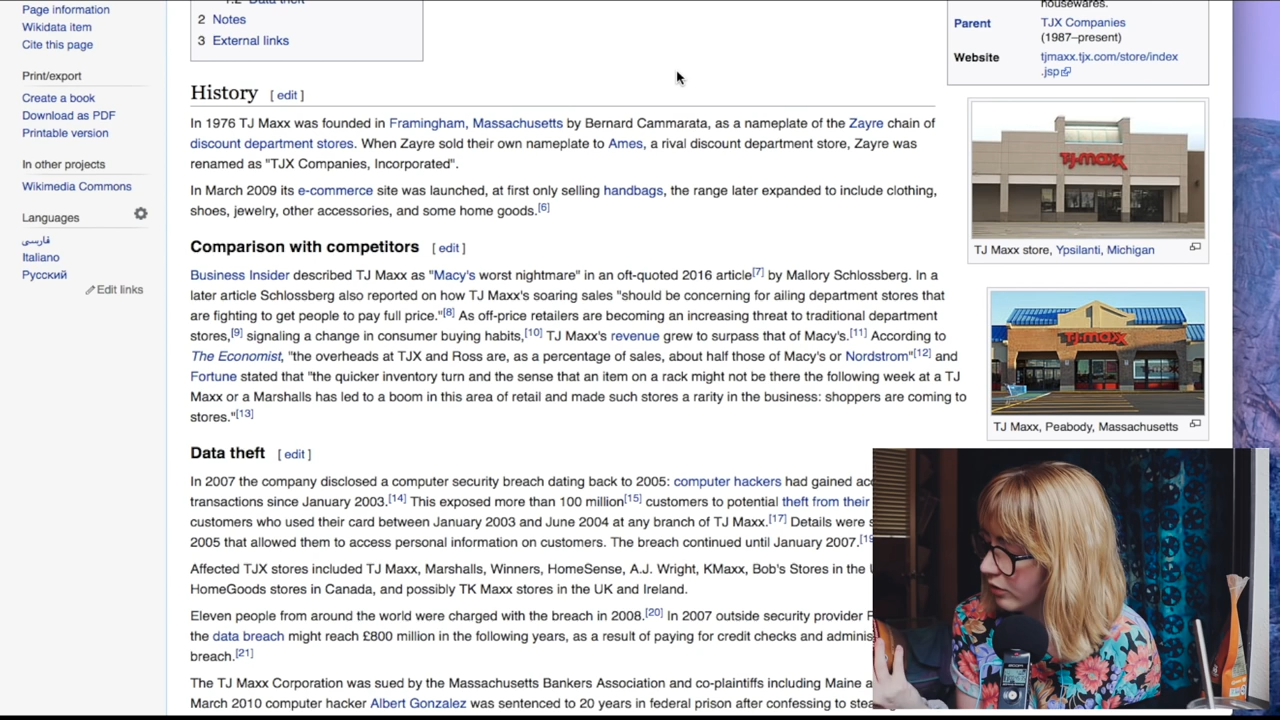 Page information
Wikidata item
Cite this page
Print/export
Create a book
Download as PDF
Printable version
In other projects
Wikimedia Commons
Languages
فارسی
Italiano
Русский
Edit links
1.2 Data theft
2 Notes
3 External links
housewares.
Parent TJX Companies
(1987–present)
Website tjmaxx.tjx.com/store/index
.jsp
History [ edit ]
In 1976 TJ Maxx was founded in Framingham, Massachusetts by Bernard Cammarata, as a nameplate of the Zayre chain of
discount department stores. When Zayre sold their own nameplate to Ames, a rival discount department store, Zayre was
renamed as "TJX Companies, Incorporated".
In March 2009 its e-commerce site was launched, at first only selling handbags, the range later expanded to include clothing,
shoes, jewelry, other accessories, and some home goods.[6]
TJ-maxx
TJ Maxx store, Ypsilanti, Michigan
Comparison with competitors [ edit ]
Business Insider described TJ Maxx as "Macy's worst nightmare" in an oft-quoted 2016 article[7] by Mallory Schlossberg. In a
later article Schlossberg also reported on how TJ Maxx's soaring sales "should be concerning for ailing department stores that
are fighting to get people to pay full price."[8] As off-price retailers are becoming an increasing threat to traditional department
stores,[9] signaling a change in consumer buying habits,[10] TJ Maxx's revenue grew to surpass that of Macy's.[11] According to
The Economist, "the overheads at TJX and Ross are, as a percentage of sales, about half those of Macy's or Nordstrom"[12] and
Fortune stated that "the quicker inventory turn and the sense that an item on a rack might not be there the following week at a TJ
Maxx or a Marshalls has led to a boom in this area of retail and made such stores a rarity in the business: shoppers are coming to
stores."[13]
TJ-maxx
TJ Maxx, Peabody, Massachusetts
Data theft [ edit ]
In 2007 the company disclosed a computer security breach dating back to 2005: computer hackers had gained
transactions since January 2003.[14] This exposed more than 100 million[15] customers to potential theft from their
customers who used their card between January 2003 and June 2004 at any branch of TJ Maxx.[17] Details were
2005 that allowed them to access personal information on customers. The breach continued until January 2007.
Affected TJX stores included TJ Maxx, Marshalls, Winners, HomeSense, A.J. Wright, KMaxx, Bob's Stores in the
HomeGoods stores in Canada, and possibly TK Maxx stores in the UK and Ireland.
Eleven people from around the world were charged with the breach in 2008.[20] In 2007 outside security provider
the data breach might reach £800 million in the following years, as a result of paying for credit checks and
breach.[21]
The TJ Maxx Corporation was sued by the Massachusetts Bankers Association and co-plaintiffs including Maine
March 2010 computer hacker Albert Gonzalez was sentenced to 20 years in federal prison after confessing to
zoom